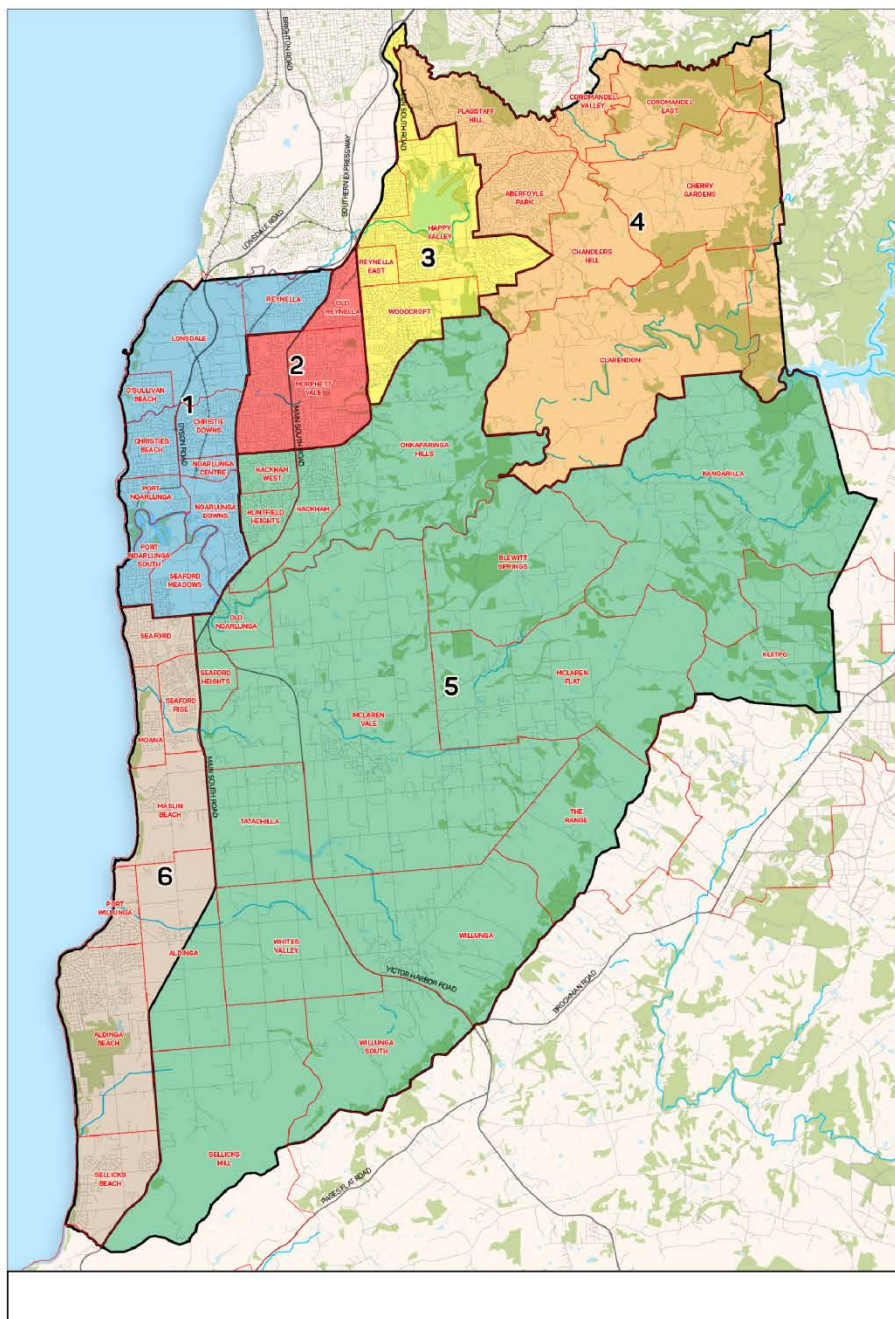 BRIGHTON ROAD
MAIN SOUTH ROAD
FLAGSTAFF
HILL
COROMANDEL
VALLEY
COROMANDEL
EAST
SOUTHERN EXPRESSWAY
ABERFOYLE
PARK
CHERRY
GARDENS
LONSDALE ROAD
HAPPY
VALLEY
4
3
CHANDLERS
HILL
REYNELLA
EAST
REYNELLA
OLD
REYNELLA
WOODCROFT
LONSDALE
CLARENDON
2
MORPHETT
VALE
O'SULLIVAN
BEACH
1
CHRISTIE
DOWNS
DYSON ROAD
MAIN SOUTH ROAD
CHRISTIES
BEACH
ONKAPARINGA
HILLS
NOARLUNGA
CENTRE
HACKHAM
WEST
KANGARILLA
PORT
NOARLUNGA
NOARLUNGA
DOWNS
HUNTFIELD
HEIGHTS
HACKHAM
PORT
NOARLUNGA
SOUTH
BLEWITT
SPRINGS
SEAFORD
MEADOWS
OLD
NOARLUNGA
SEAFORD
KUITPO
SEAFORD
HEIGHTS
MCLAREN
FLAT
5
SEAFORD
RISE
MCLAREN
VALE
MOANA
MAIN SOUTH ROAD
MASLIN
BEACH
TATACHILLA
THE
RANGE
6
PORT
WILLUNGA
WILLUNGA
ALDINGA
WHITES
VALLEY
VICTOR HARBOR ROAD
BROOKMAN ROAD
ALDINGA
BEACH
WILLUNGA
SOUTH
SELLICKS
HILL
SELLICKS
BEACH
PAGES FLAT ROAD